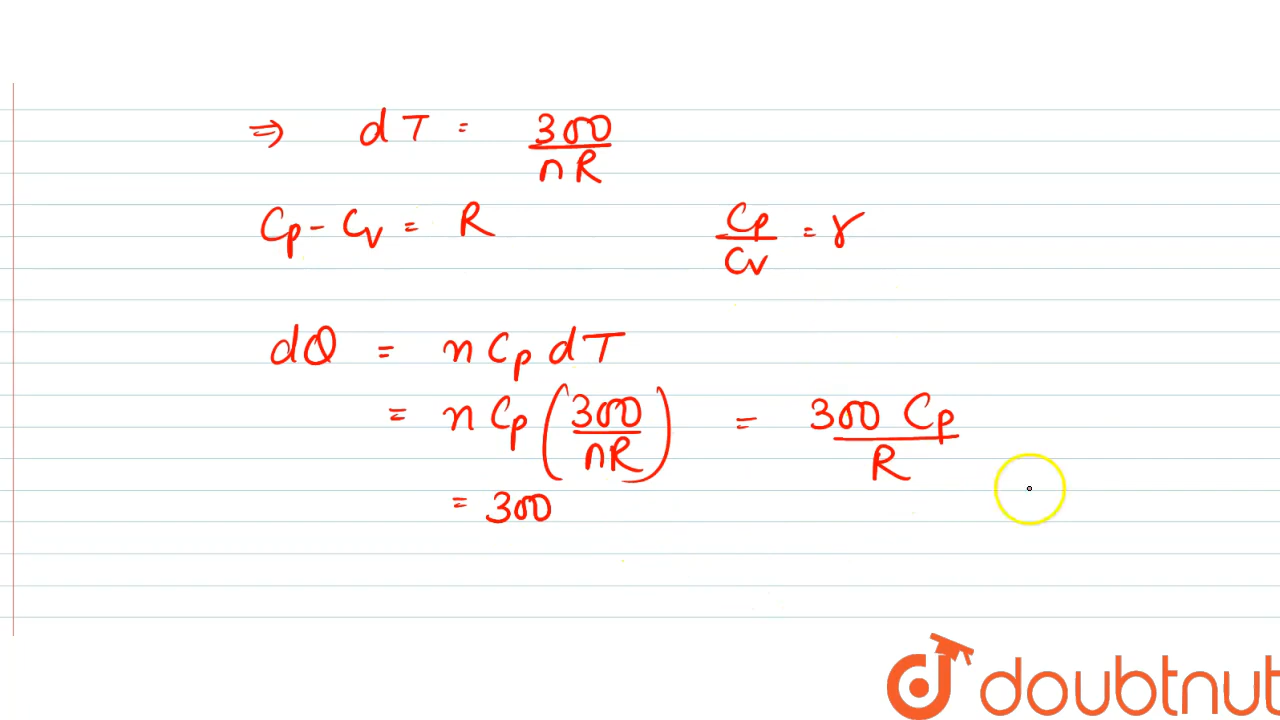 ⇒ dT = 300/nR
Cp - Cv = R    Cp/Cv = γ
dQ = n Cp dT
= n Cp (300/nR) = 300 Cp/R
= 300
doubtnut